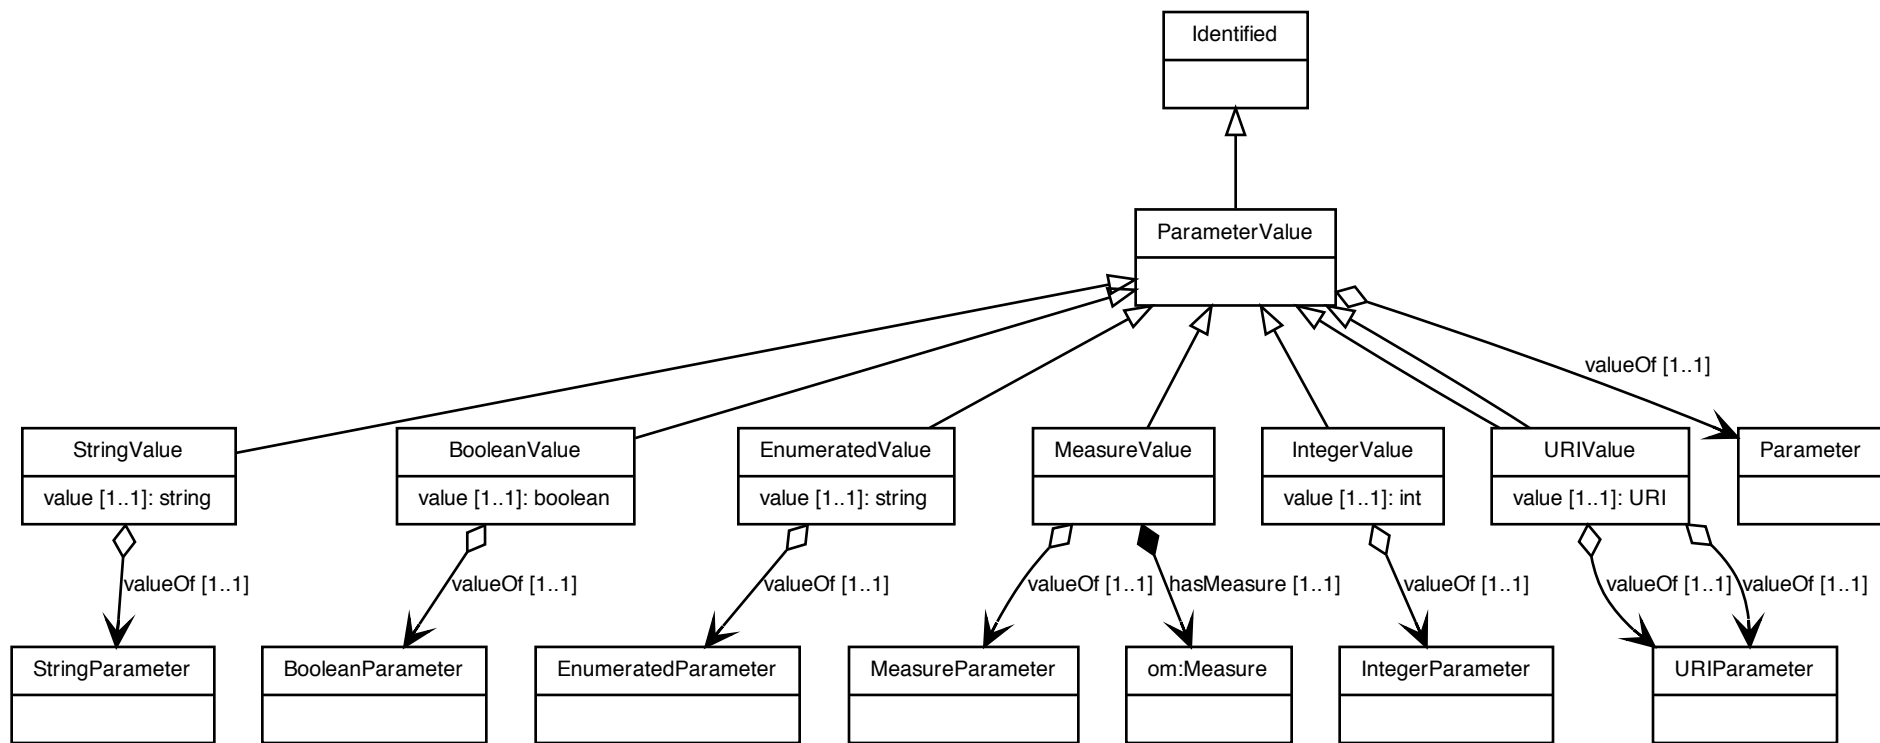 Identified
ParameterValue
valueOf [1..1]
StringValue
value [1..1]: string
BooleanValue
value [1..1]: boolean
EnumeratedValue
value [1..1]: string
MeasureValue
IntegerValue
value [1..1]: int
URIValue
value [1..1]: URI
Parameter
valueOf [1..1]
valueOf [1..1]
valueOf [1..1]
valueOf [1..1]
hasMeasure [1..1]
valueOf [1..1]
valueOf [1..1]
valueOf [1..1]
StringParameter
BooleanParameter
EnumeratedParameter
MeasureParameter
om:Measure
IntegerParameter
URIParameter